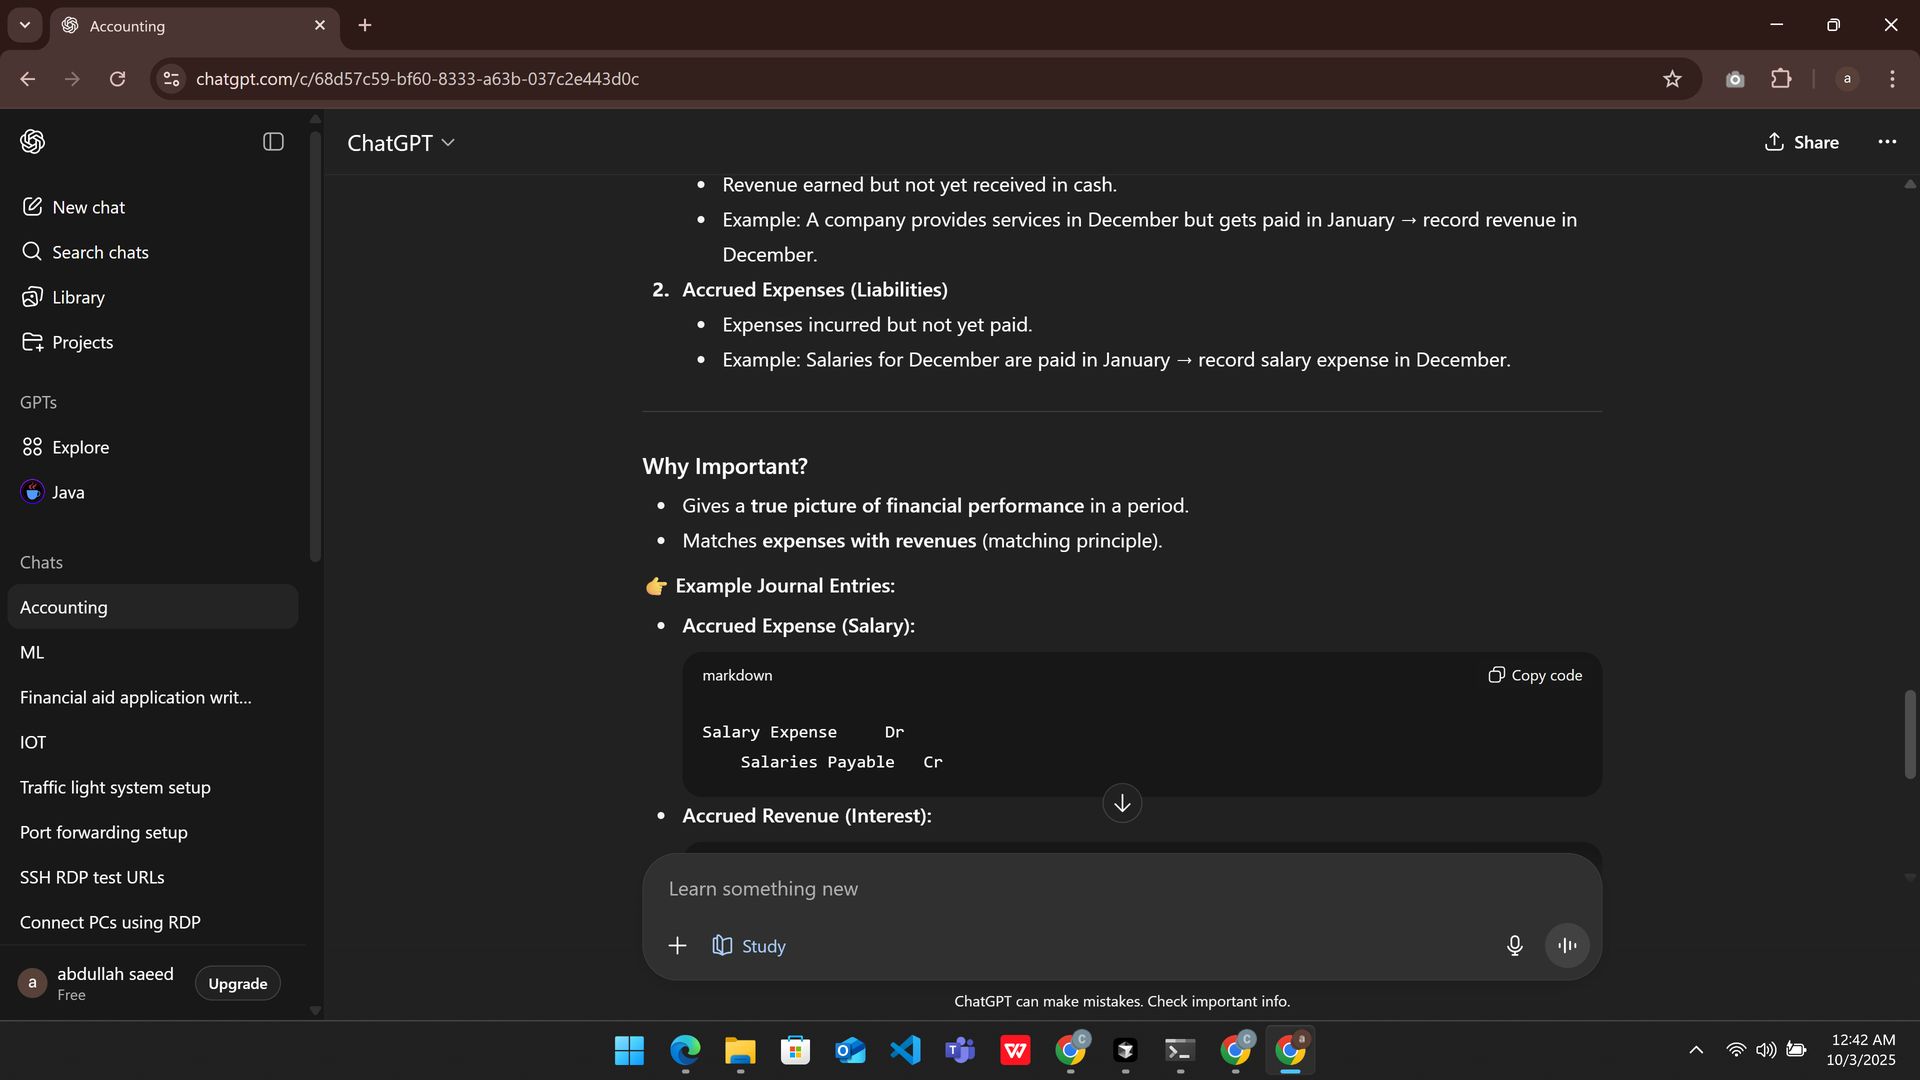 Accounting
chatgpt.com/c/68d57c59-bf60-8333-a63b-037c2e443d0c
a
New chat
Search chats
Library
Projects
GPTs
Explore
Java
Chats
Accounting
ML
Financial aid application writ...
IOT
Traffic light system setup
Port forwarding setup
SSH RDP test URLs
Connect PCs using RDP
a
abdullah saeed
Free
Upgrade
ChatGPT
Share
• Revenue earned but not yet received in cash.
• Example: A company provides services in December but gets paid in January → record revenue in
December.
2. Accrued Expenses (Liabilities)
• Expenses incurred but not yet paid.
• Example: Salaries for December are paid in January → record salary expense in December.
Why Important?
• Gives a true picture of financial performance in a period.
• Matches expenses with revenues (matching principle).
👉 Example Journal Entries:
• Accrued Expense (Salary):
markdown
Copy code
Salary Expense     Dr
    Salaries Payable   Cr
• Accrued Revenue (Interest):
Learn something new
Study
ChatGPT can make mistakes. Check important info.
C
C
a
12:42 AM
10/3/2025